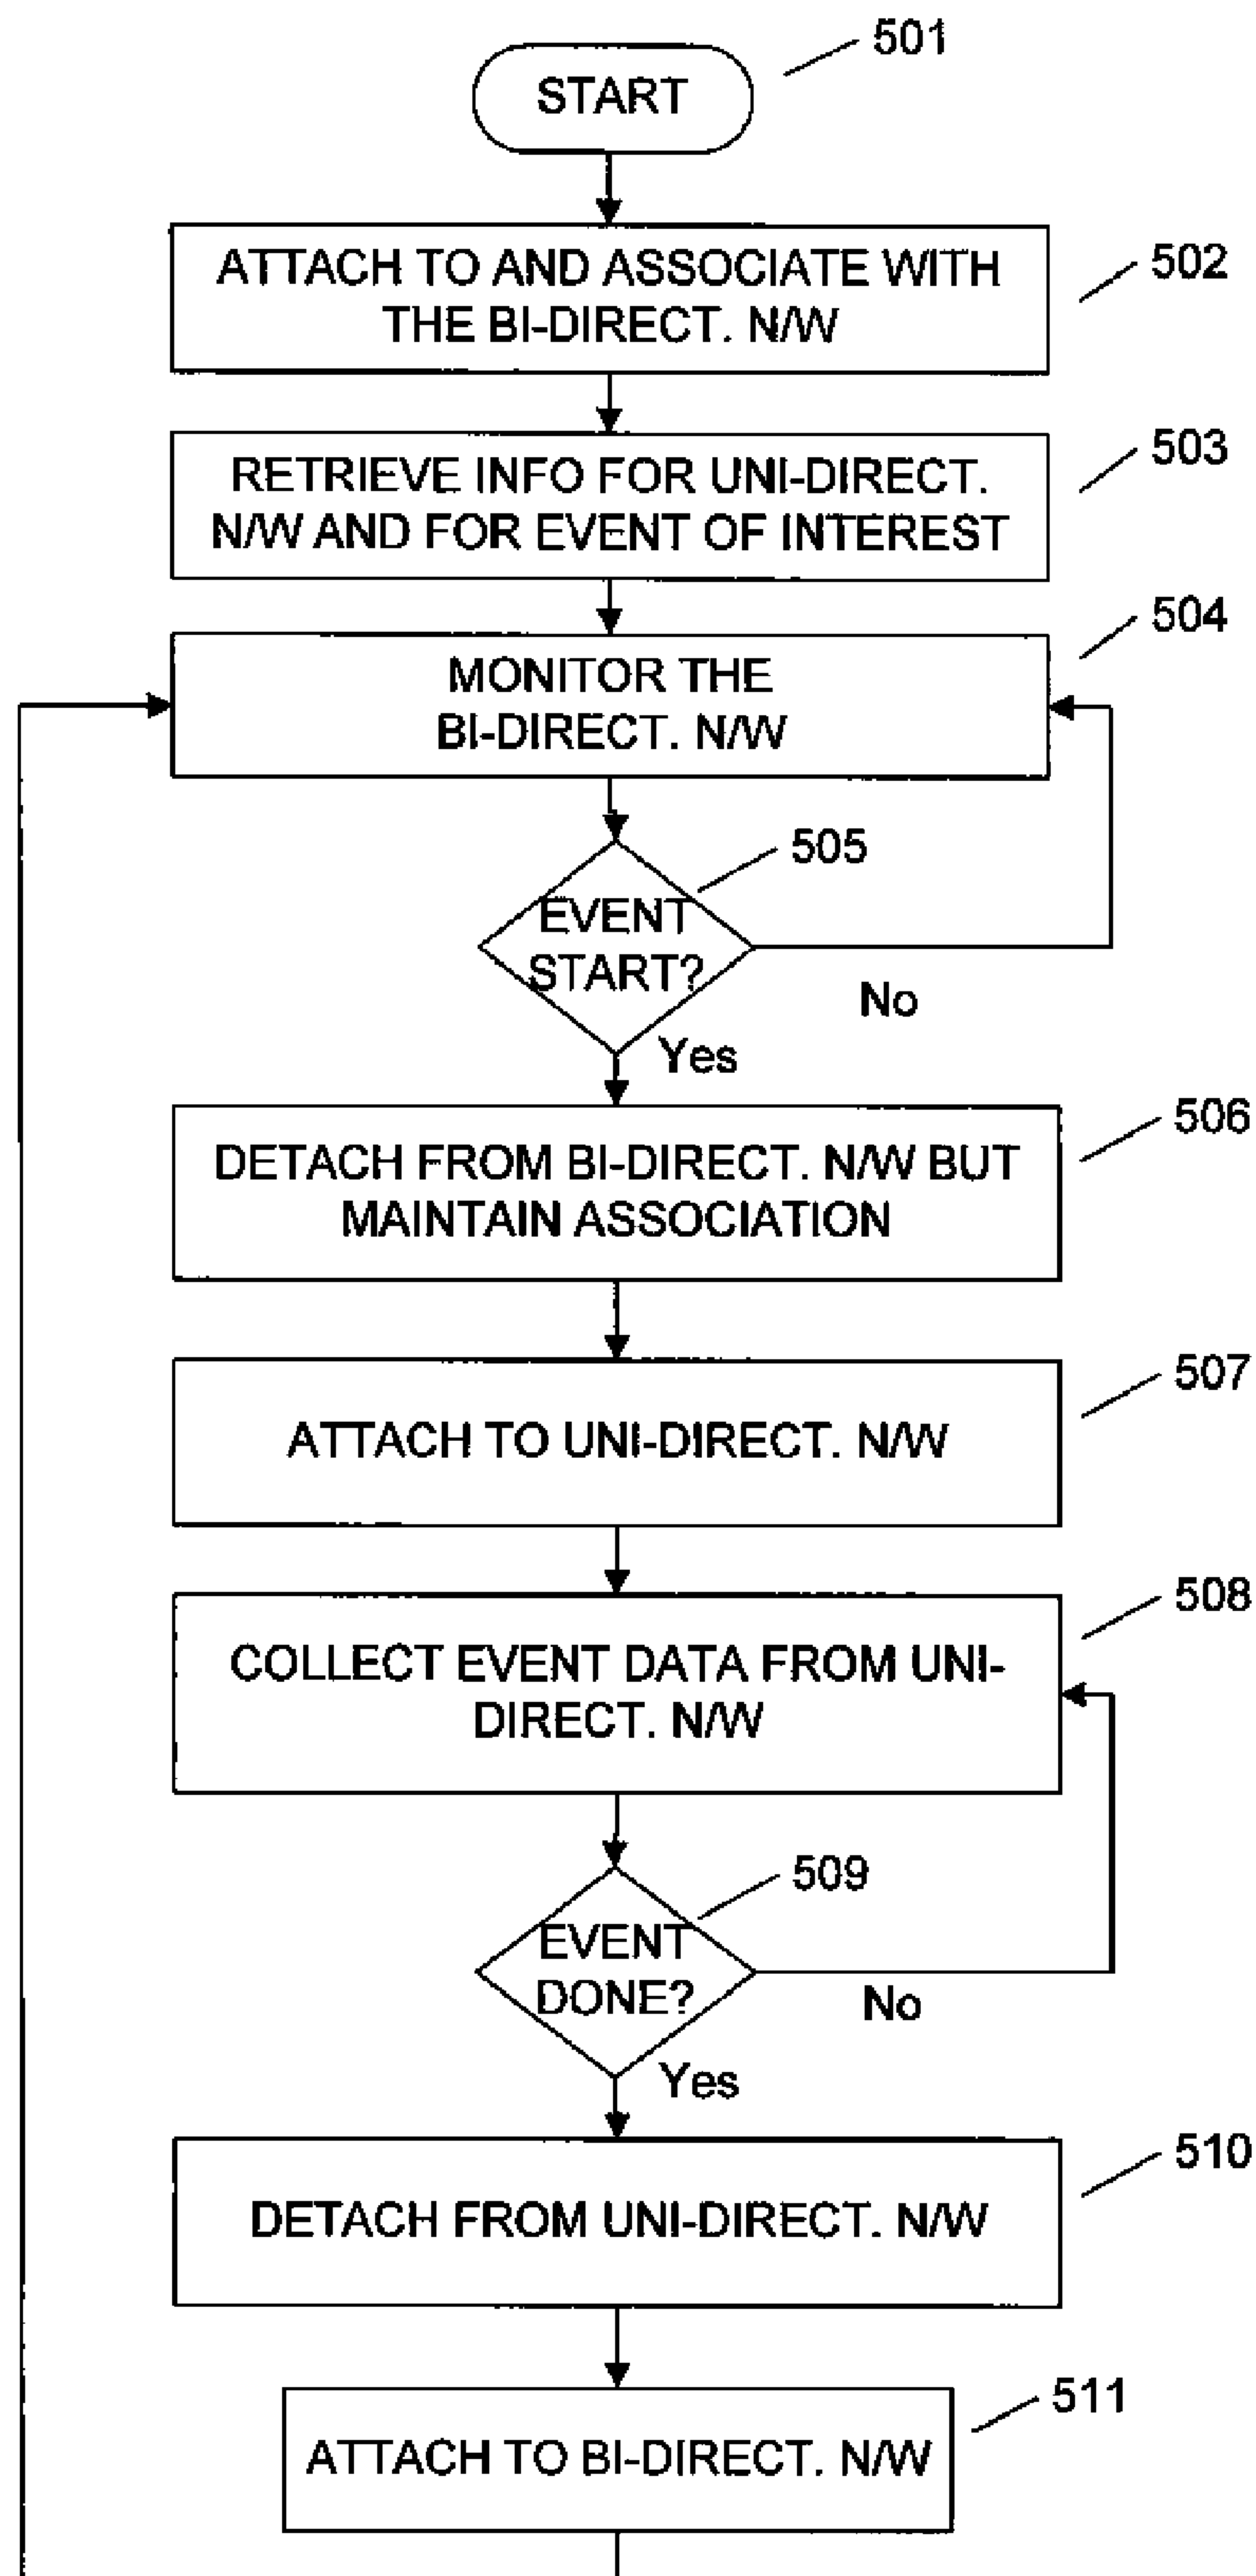 501
START
502
ATTACH TO AND ASSOCIATE WITH
THE BI-DIRECT. N/W
503
RETRIEVE INFO FOR UNI-DIRECT.
N/W AND FOR EVENT OF INTEREST
504
MONITOR THE
BI-DIRECT. N/W
505
EVENT
START?
No
Yes
506
DETACH FROM BI-DIRECT. N/W BUT
MAINTAIN ASSOCIATION
507
ATTACH TO UNI-DIRECT. N/W
508
COLLECT EVENT DATA FROM UNI-
DIRECT. N/W
509
EVENT
DONE?
No
Yes
510
DETACH FROM UNI-DIRECT. N/W
511
ATTACH TO BI-DIRECT. N/W